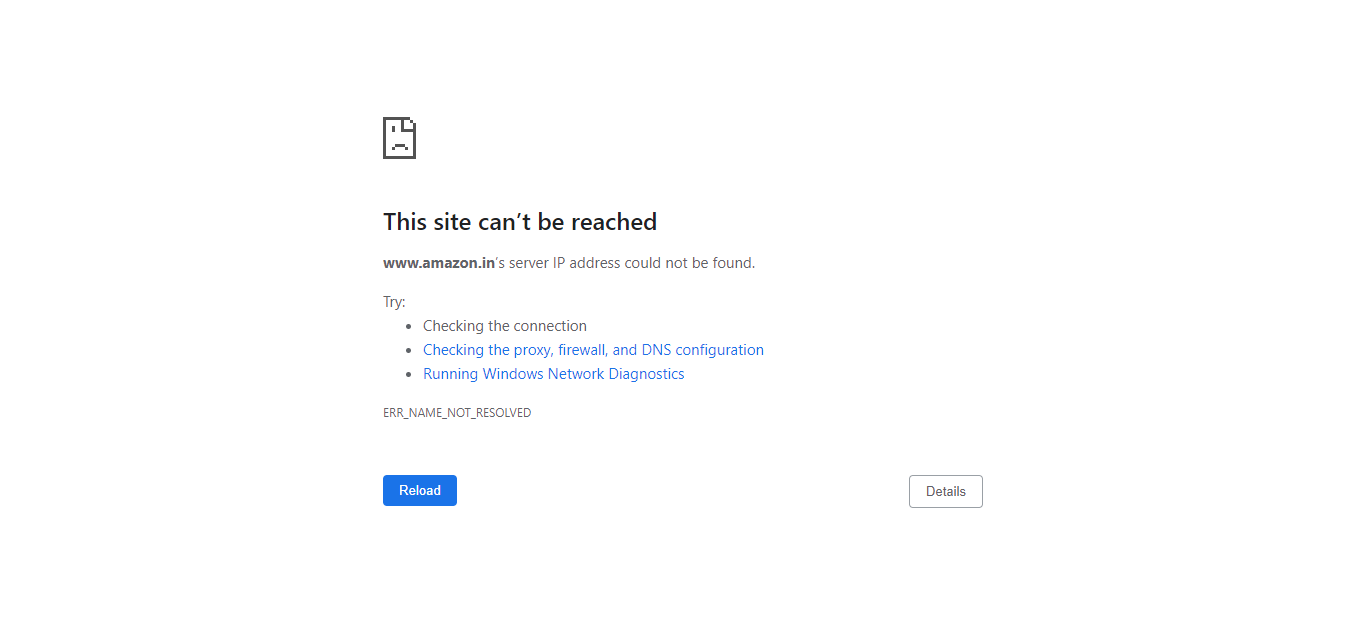 This site can’t be reached
www.amazon.in’s server IP address could not be found.
Try:
• Checking the connection
• Checking the proxy, firewall, and DNS configuration
• Running Windows Network Diagnostics
ERR_NAME_NOT_RESOLVED
Reload
Details